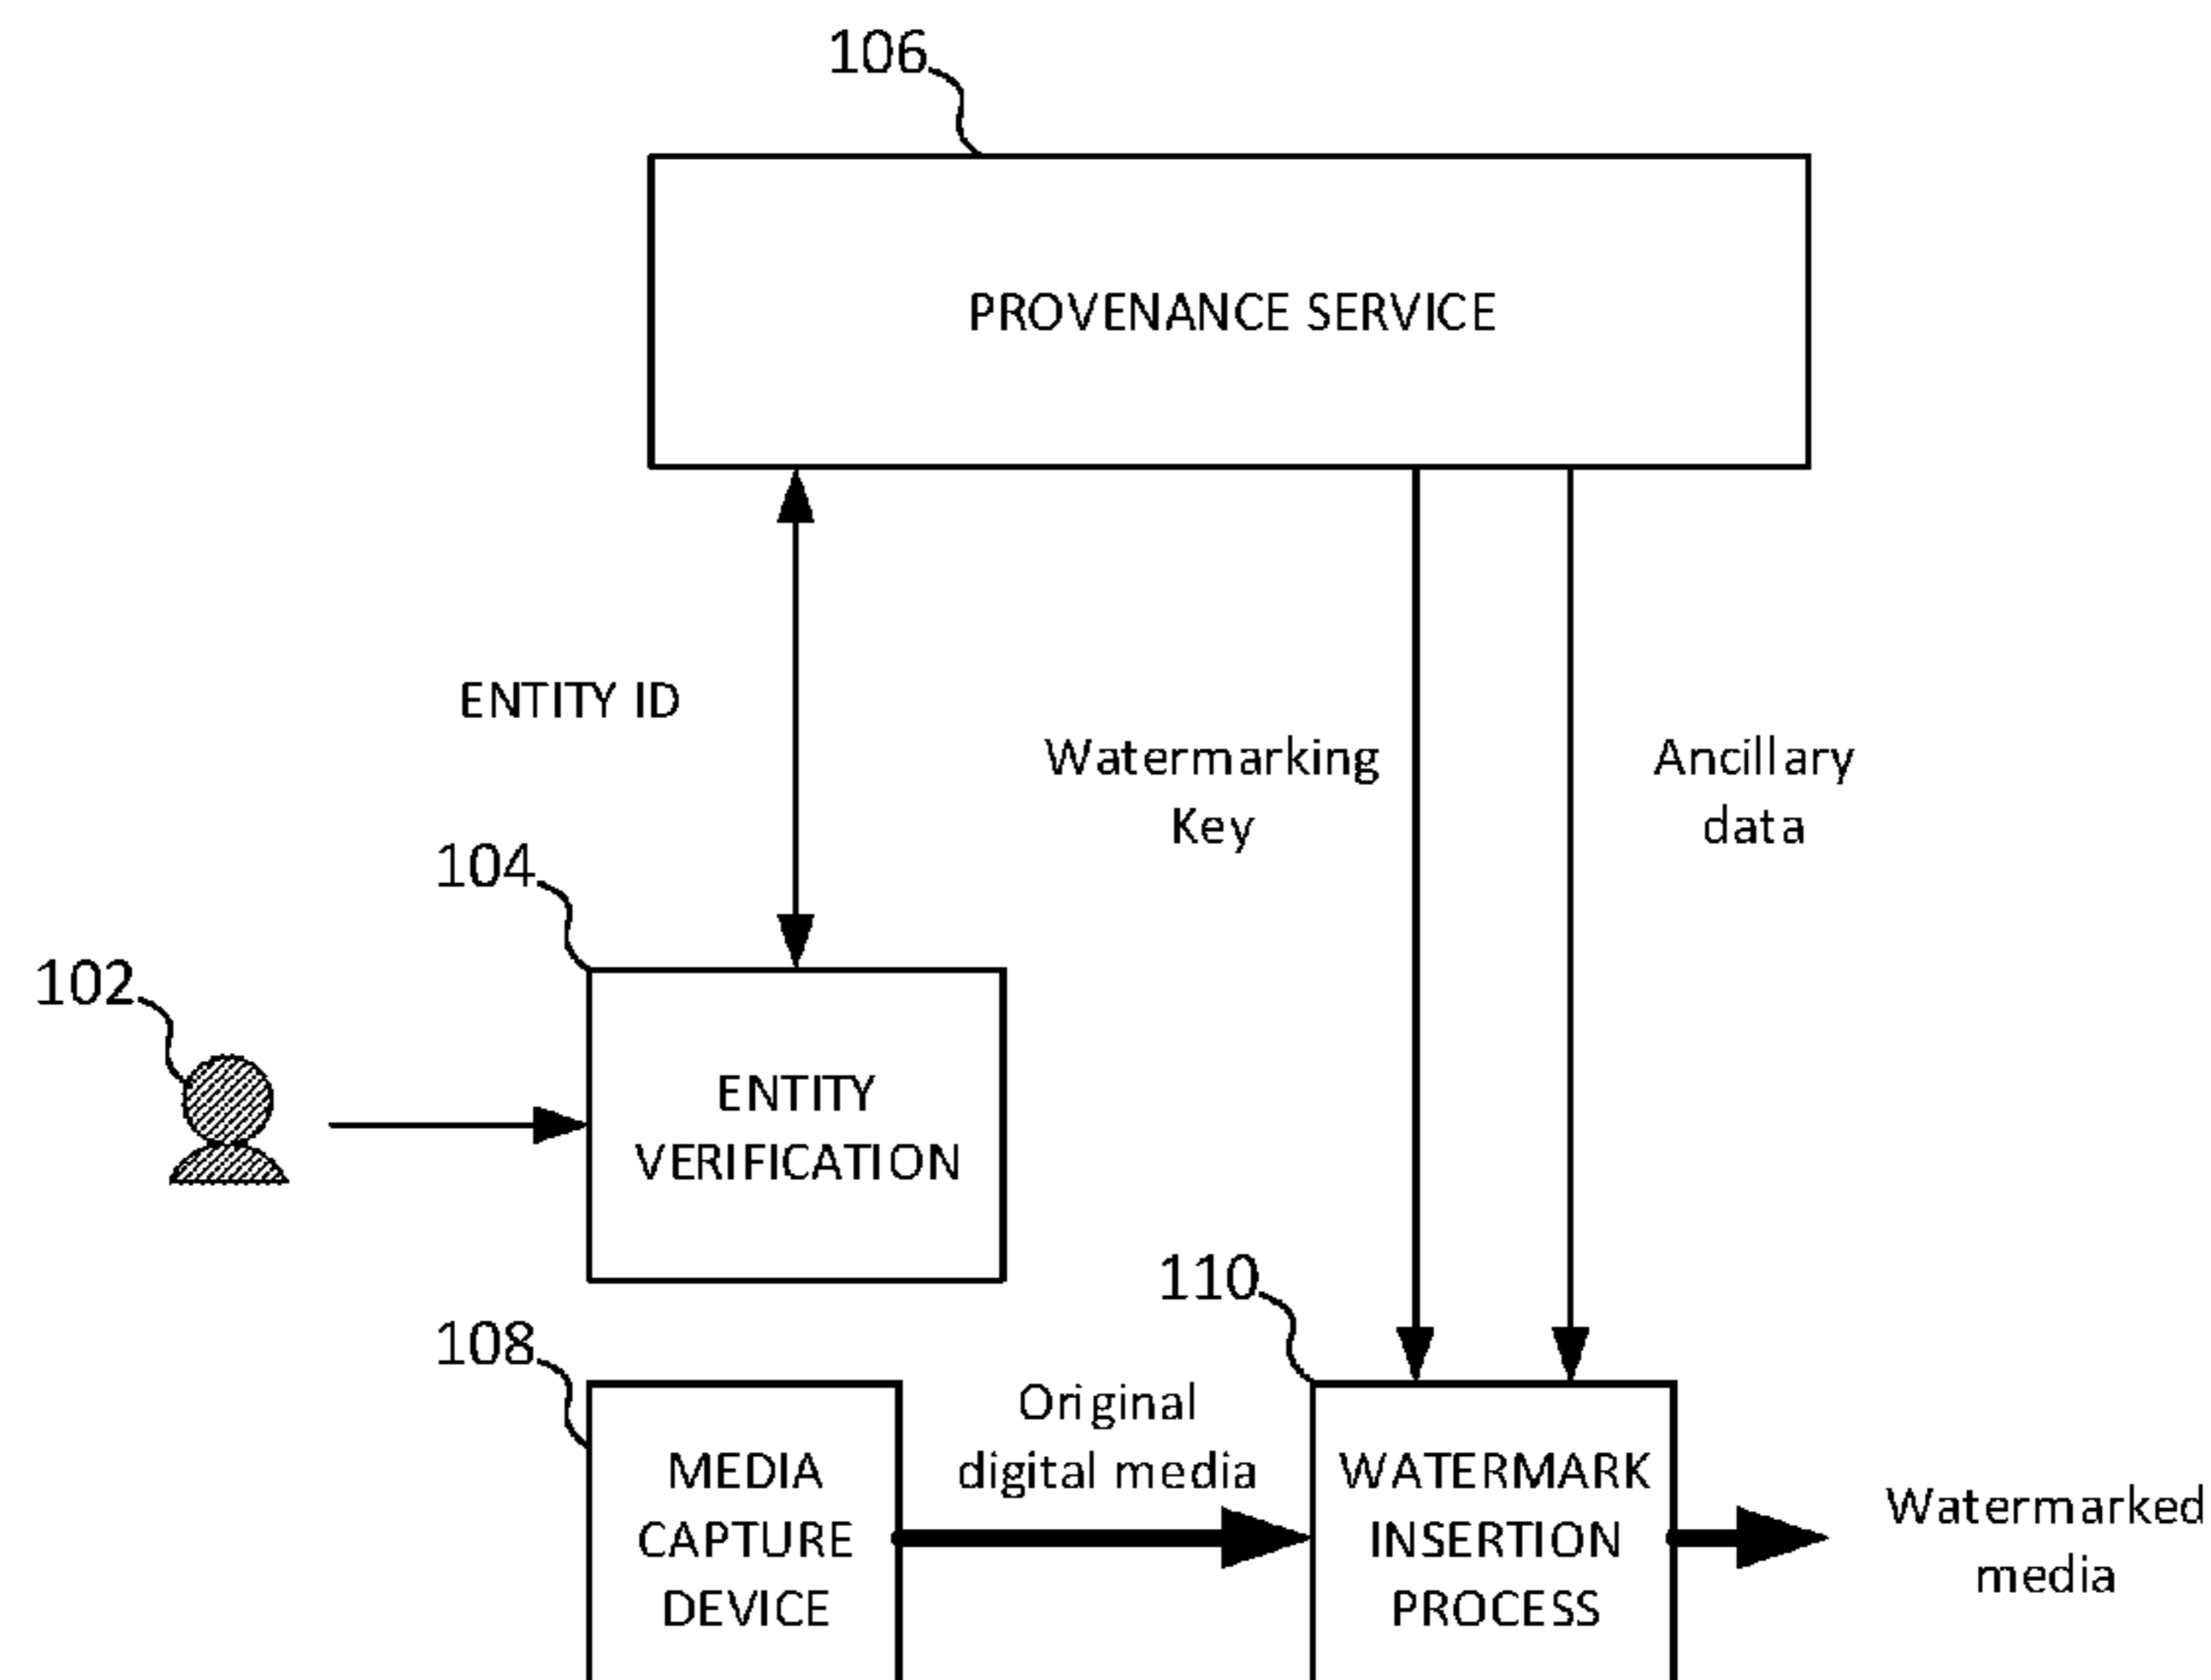 106
PROVENANCE SERVICE
ENTITY ID
Watermarking
Key
Ancillary
data
104
102
ENTITY
VERIFICATION
110
108
Original
digital media
MEDIA
CAPTURE
DEVICE
WATERMARK
INSERTION
PROCESS
Watermarked
media